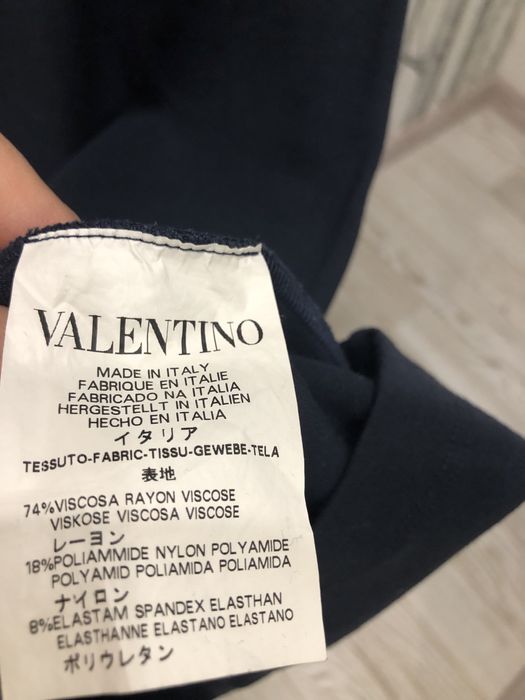 VALENTINO
MADE IN ITALY
FABRIQUE EN ITALIE
FABRICADO NA ITALIA
HERGESTELLT IN ITALIEN
HECHO EN ITALIA
イタリア
TESSUTO-FABRIC-TISSU-GEWEBE-TELA
表地
74%VISCOSA RAYON VISCOSE
VISKOSE VISCOSA VISCOSE
レーヨン
18%POLIAMMIDE NYLON POLYAMIDE
POLYAMID POLIAMIDA POLIAMIDA
ナイロン
8%ELASTAM SPANDEX ELASTHAN
ELASTHANNE ELASTANO ELASTANO
ポリウレタン